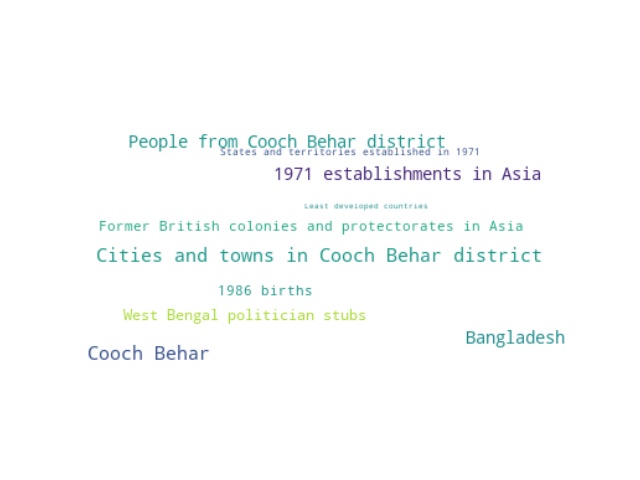 People from Cooch Behar district
States and territories established in 1971
1971 establishments in Asia
Least developed countries
Former British colonies and protectorates in Asia
Cities and towns in Cooch Behar district
1986 births
West Bengal politician stubs
Bangladesh
Cooch Behar